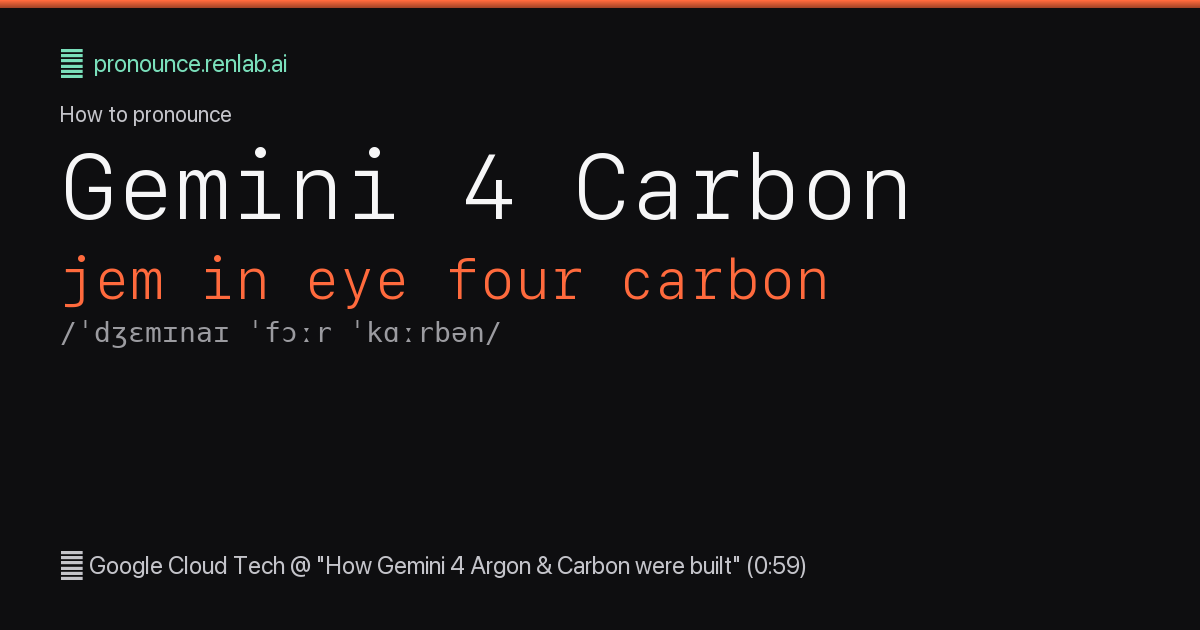 pronounce.renlab.ai
How to pronounce
Gemini 4 Carbon
jem in eye four carbon
/ˈdʒɛmɪnaɪ ˈfɔːr ˈkɑːrbən/
Google Cloud Tech @ "How Gemini 4 Argon & Carbon were built" (0:59)